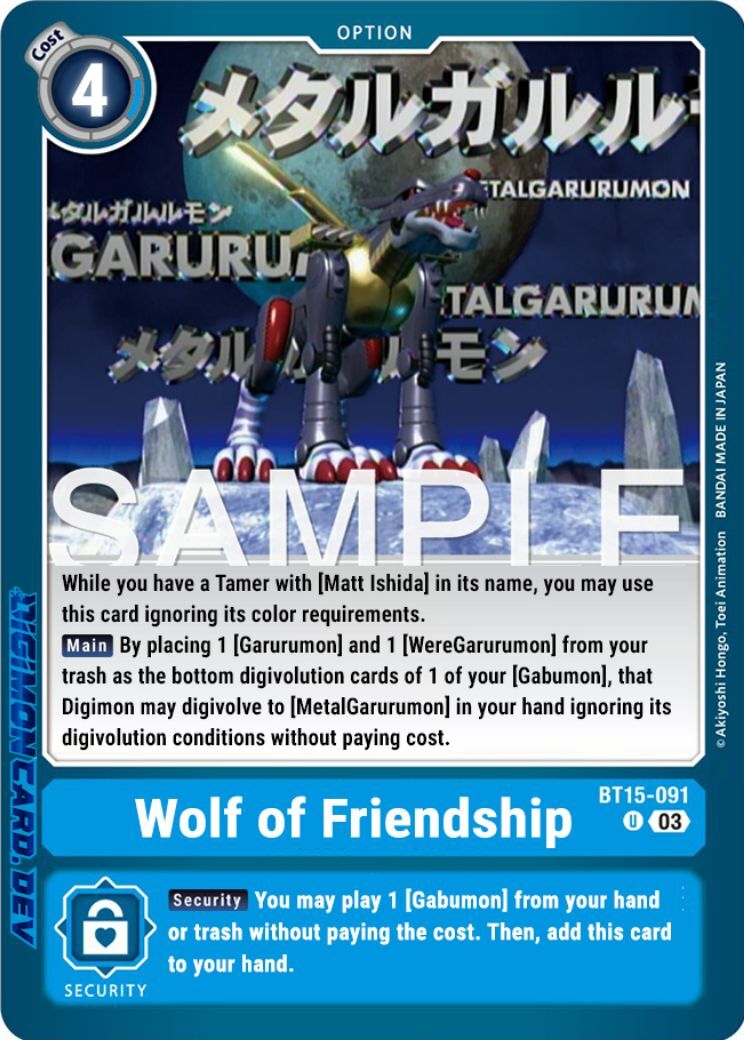 OPTION
Cost
4
メタルガルル
TALGARURUMON
メタルガルルモン
GARURU
TALGARURUM
メタル
モン
SAMPLE
While you have a Tamer with [Matt Ishida] in its name, you may use
this card ignoring its color requirements.
Main By placing 1 [Garurumon] and 1 [WereGarurumon] from your
trash as the bottom digivolution cards of 1 of your [Gabumon], that
Digimon may digivolve to [MetalGarurumon] in your hand ignoring its
digivolution conditions without paying cost.
© Akiyoshi Hongo, Toei Animation BANDAI MADE IN JAPAN
DIGIMONCARD.DEV
Wolf of Friendship
BT15-091
U 03
Security You may play 1 [Gabumon] from your hand
or trash without paying the cost. Then, add this card
to your hand.
SECURITY